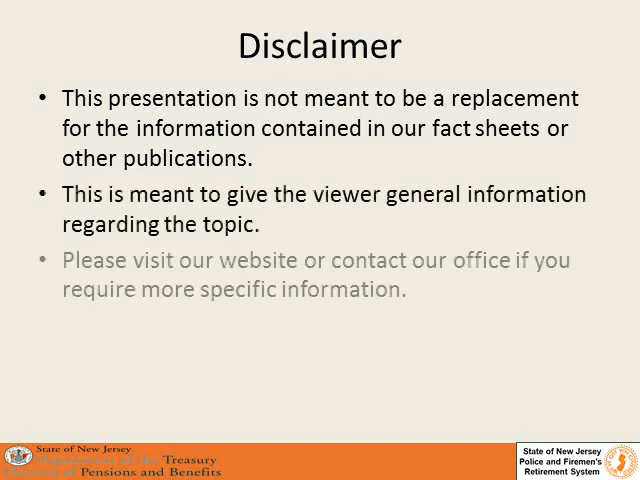 Disclaimer
• This presentation is not meant to be a replacement
for the information contained in our fact sheets or
other publications.
• This is meant to give the viewer general information
regarding the topic.
• Please visit our website or contact our office if you
require more specific information.
State of New Jersey
Department of the Treasury
Division of Pensions and Benefits
State of New Jersey
Police and Firemen's
Retirement System